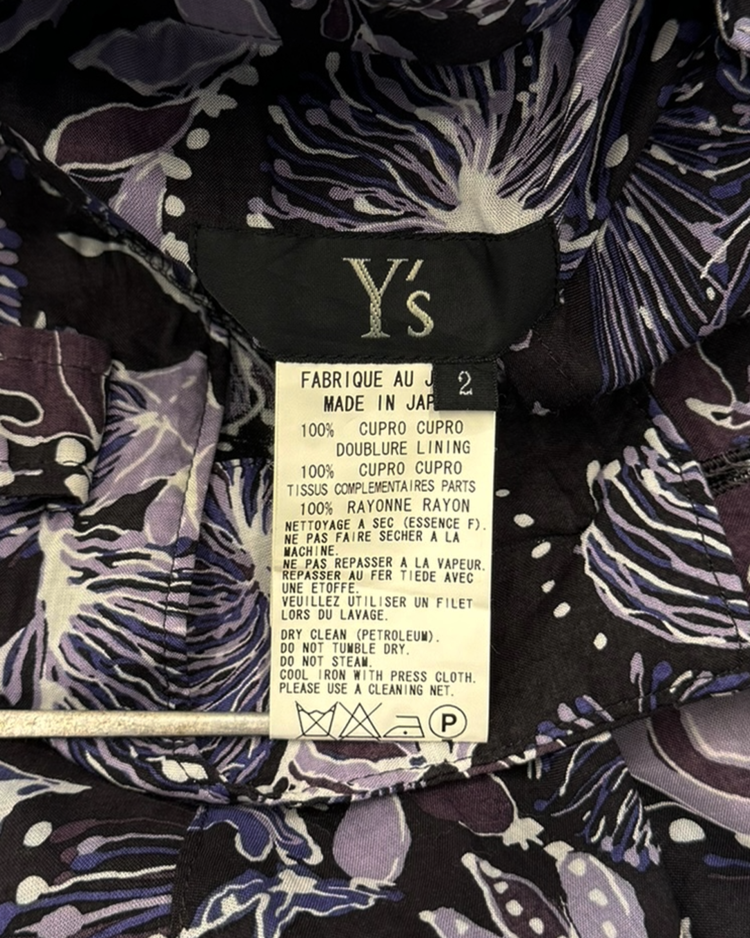 Y's
2
FABRIQUE AU
MADE IN
100% CUPRO CUPRO
DOUBLURE LINING
100% CUPRO CUPRO
TISSUS COMPLEMENTAIRES PARTS
100% RAYONNE RAYON
NETTOYAGE A SEC (ESSENCE F).
NE PAS FAIRE SECHER A LA
MACHINE.
NE PAS REPASSER A LA VAPEUR.
REPASSER AU FER TIEDE AVEC
UNE ETOFFE.
VEUILLEZ UTILISER UN FILET
LORS DU LAVAGE.
DRY CLEAN (PETROLEUM).
DO NOT TUMBLE DRY.
DO NOT STEAM.
COOL IRON WITH PRESS CLOTH.
PLEASE USE A CLEANING NET.
P